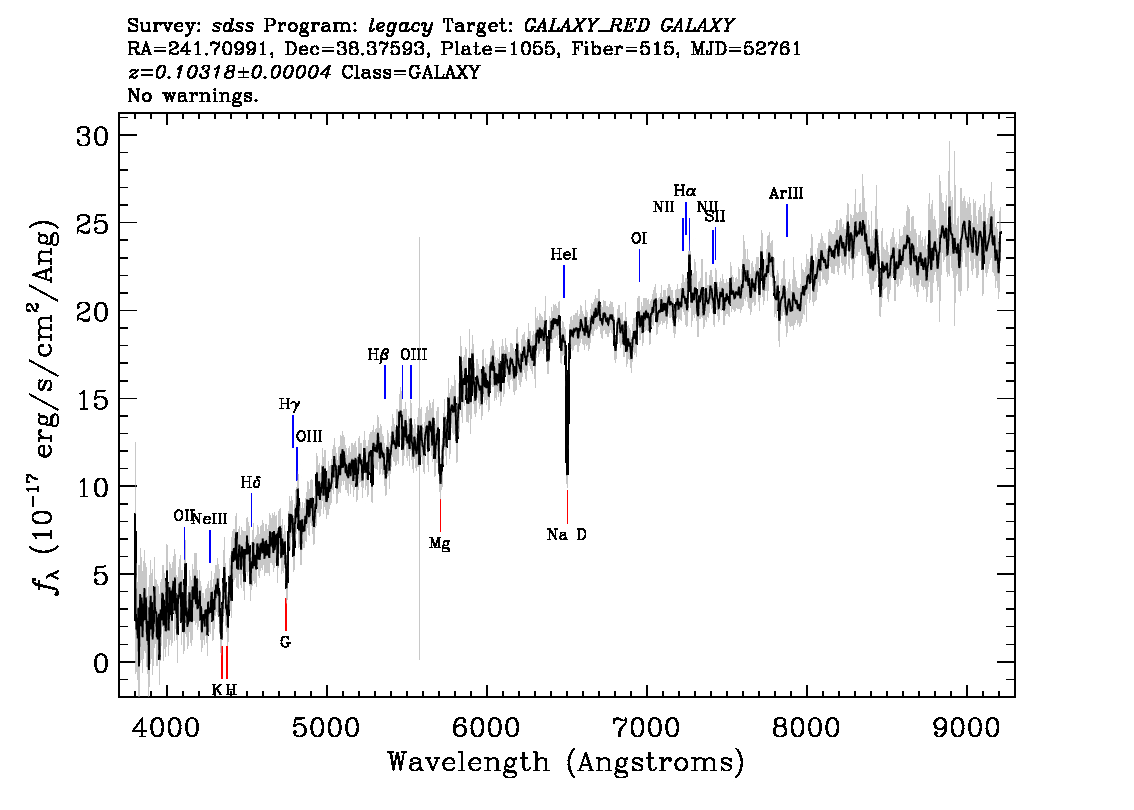 Survey: sdss Program: legacy Target: GALAXY_RED GALAXY
RA=241.70991, Dec=38.37593, Plate=1055, Fiber=515, MJD=52761
z=0.10318±0.00004 Class=GALAXY
No warnings.
30
25
20
15
10
5
0
f_λ (10^−17 erg/s/cm^2/Ang)
OII
NeIII
K
H
Hδ
G
Hγ
OIII
Hβ
OIII
Mg
HeI
Na D
OI
NII
Hα
NII
SII
ArIII
4000 5000 6000 7000 8000 9000
Wavelength (Angstroms)